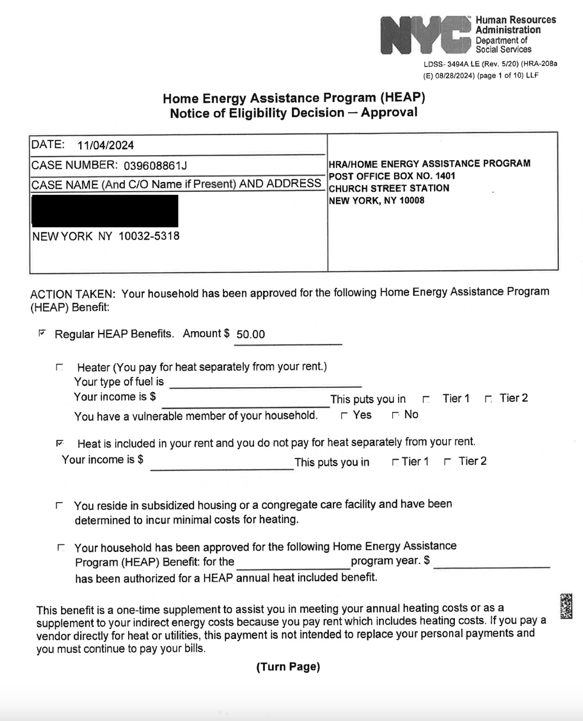 NYC Human Resources
Administration
Department of
Social Services
LDSS- 3494A LE (Rev. 5/20) (HRA-208a
(E) 08/28/2024) (page 1 of 10) LLF
Home Energy Assistance Program (HEAP)
Notice of Eligibility Decision — Approval
DATE: 11/04/2024
CASE NUMBER: 039608861J
CASE NAME (And C/O Name if Present) AND ADDRESS
NEW YORK NY 10032-5318
HRA/HOME ENERGY ASSISTANCE PROGRAM
POST OFFICE BOX NO. 1401
CHURCH STREET STATION
NEW YORK, NY 10008
ACTION TAKEN: Your household has been approved for the following Home Energy Assistance Program
(HEAP) Benefit:
Regular HEAP Benefits. Amount $ 50.00
Heater (You pay for heat separately from your rent.)
Your type of fuel is
Your income is $ This puts you in Tier 1 Tier 2
You have a vulnerable member of your household. Yes No
Heat is included in your rent and you do not pay for heat separately from your rent.
Your income is $ This puts you in Tier 1 Tier 2
You reside in subsidized housing or a congregate care facility and have been
determined to incur minimal costs for heating.
Your household has been approved for the following Home Energy Assistance
Program (HEAP) Benefit: for the program year. $
has been authorized for a HEAP annual heat included benefit.
This benefit is a one-time supplement to assist you in meeting your annual heating costs or as a
supplement to your indirect energy costs because you pay rent which includes heating costs. If you pay a
vendor directly for heat or utilities, this payment is not intended to replace your personal payments and
you must continue to pay your bills.
(Turn Page)